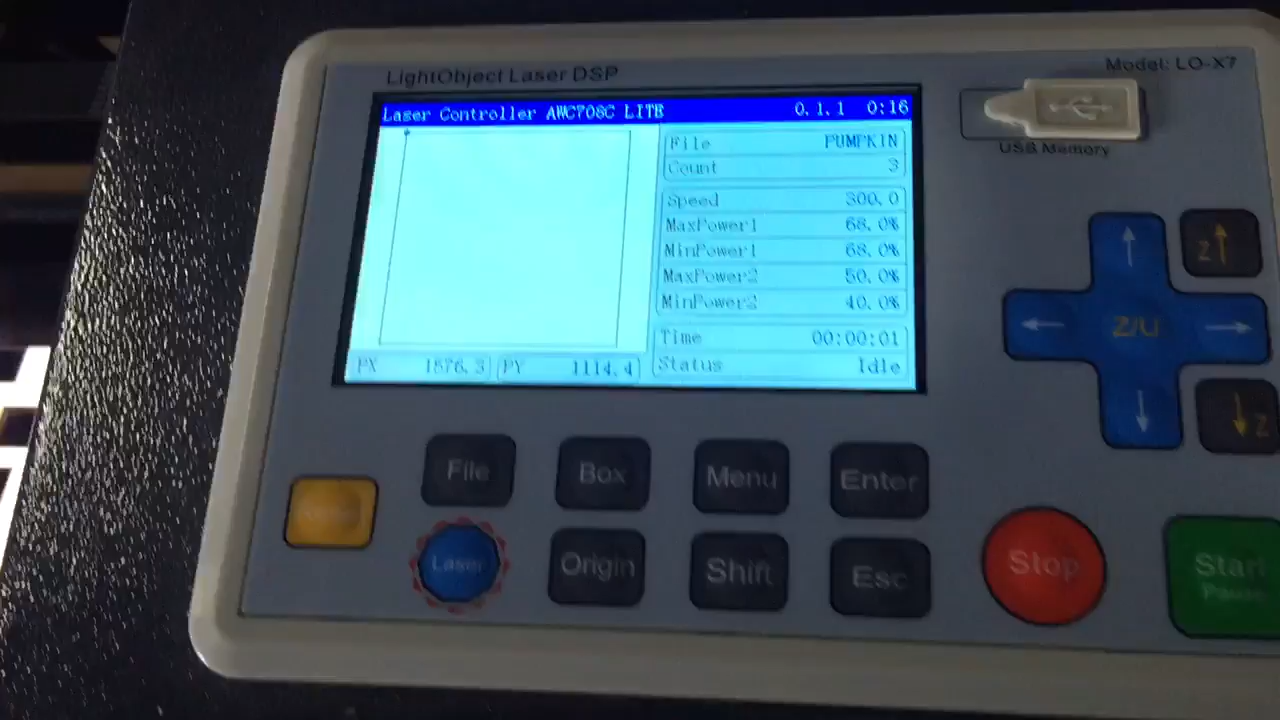 LightObject Laser DSP
Model: LO-X7
Laser Controller AWC708C LITE 0.1.1 0:16
File PUMPKIN
Count 3
Speed 300.0
MaxPower1 68.0%
MinPower1 68.0%
MaxPower2 50.0%
MinPower2 40.0%
Time 00:00:01
Status Idle
PX 1576.3 PY 1114.4
USB Memory
Z
Z/U
Z
File Box Menu Enter
Laser Origin Shift Esc
Stop
Start
Pause